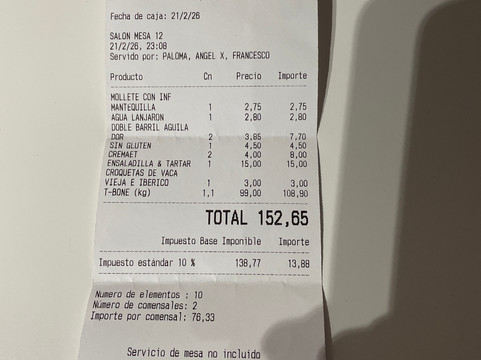 Fecha de caja: 21/2/26
SALON MESA 12
21/2/26, 23:08
Servido por: PALOMA, ANGEL X, FRANCESCO
Producto Cn Precio Importe
MOLLETE CON INF
MANTEQUILLA 1 2,75 2,75
AGUA LANJARON 1 2,80 2,80
DOBLE BARRIL AGUILA
DOR 2 3,85 7,70
SIN GLUTEN 1 4,50 4,50
CREMAET 2 4,00 8,00
ENSALADILLA & TARTAR 1 15,00 15,00
CROQUETAS DE VACA
VIEJA E IBERICO 1 3,00 3,00
T-BONE (kg) 1,1 99,00 108,90
TOTAL 152,65
Impuesto Base Imponible Importe
Impuesto estándar 10 % 138,77 13,88
Número de elementos : 10
Número de comensales: 2
Importe por comensal: 76,33
Servicio de mesa no incluido